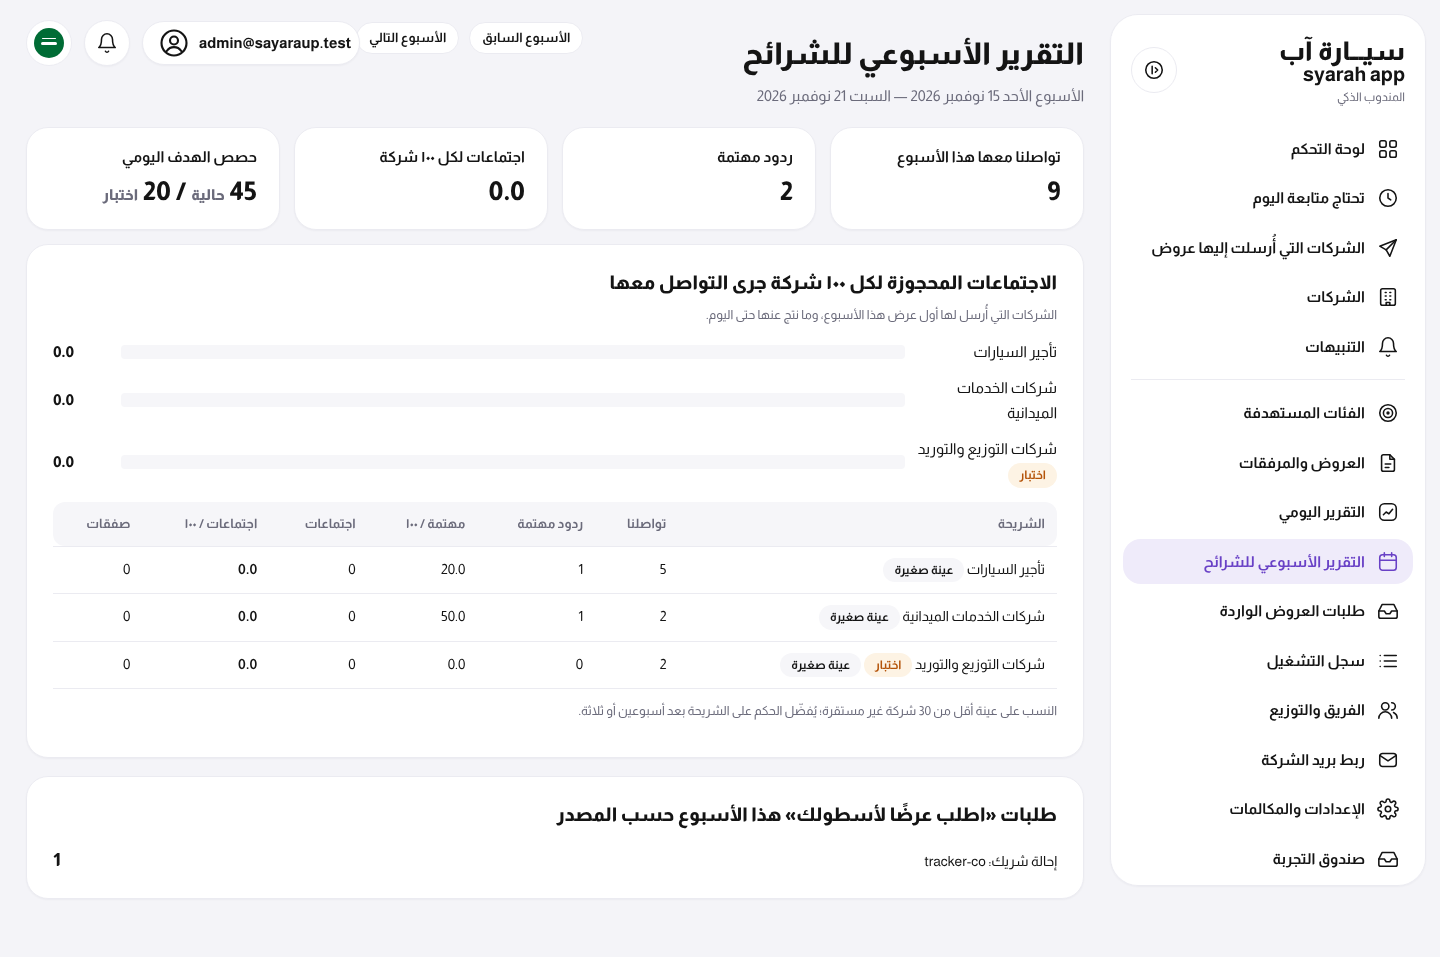 سيـــارة آب
syarah app
المندوب الذكي
لوحة التحكم
تحتاج متابعة اليوم
الشركات التي أُرسلت إليها عروض
الشركات
التنبيهات
الفئات المستهدفة
العروض والمرفقات
التقرير اليومي
التقرير الأسبوعي للشرائح
طلبات العروض الواردة
سجل التشغيل
الفريق والتوزيع
ربط بريد الشركة
الإعدادات والمكالمات
صندوق التجربة
التقرير الأسبوعي للشرائح
الأسبوع الأحد 15 نوفمبر 2026 — السبت 21 نوفمبر 2026
الأسبوع السابق
الأسبوع التالي
admin@sayaraup.test
تواصلنا معها هذا الأسبوع
9
ردود مهتمة
2
اجتماعات لكل ١٠٠ شركة
0.0
حصص الهدف اليومي
45 حالية / 20 اختبار
الاجتماعات المحجوزة لكل ١٠٠ شركة جرى التواصل معها
الشركات التي أُرسل لها أول عرض هذا الأسبوع، وما نتج عنها حتى اليوم.
تأجير السيارات 0.0
شركات الخدمات الميدانية 0.0
شركات التوزيع والتوريد اختبار 0.0
الشريحة تواصلنا ردود مهتمة مهتمة / ١٠٠ اجتماعات اجتماعات / ١٠٠ صفقات
تأجير السيارات عينة صغيرة 5 1 20.0 0 0.0 0
شركات الخدمات الميدانية عينة صغيرة 2 1 50.0 0 0.0 0
شركات التوزيع والتوريد اختبار عينة صغيرة 2 0 0.0 0 0.0 0
النسب على عينة أقل من 30 شركة غير مستقرة؛ يُفضّل الحكم على الشريحة بعد أسبوعين أو ثلاثة.
طلبات «اطلب عرضًا لأسطولك» هذا الأسبوع حسب المصدر
إحالة شريك: tracker-co 1